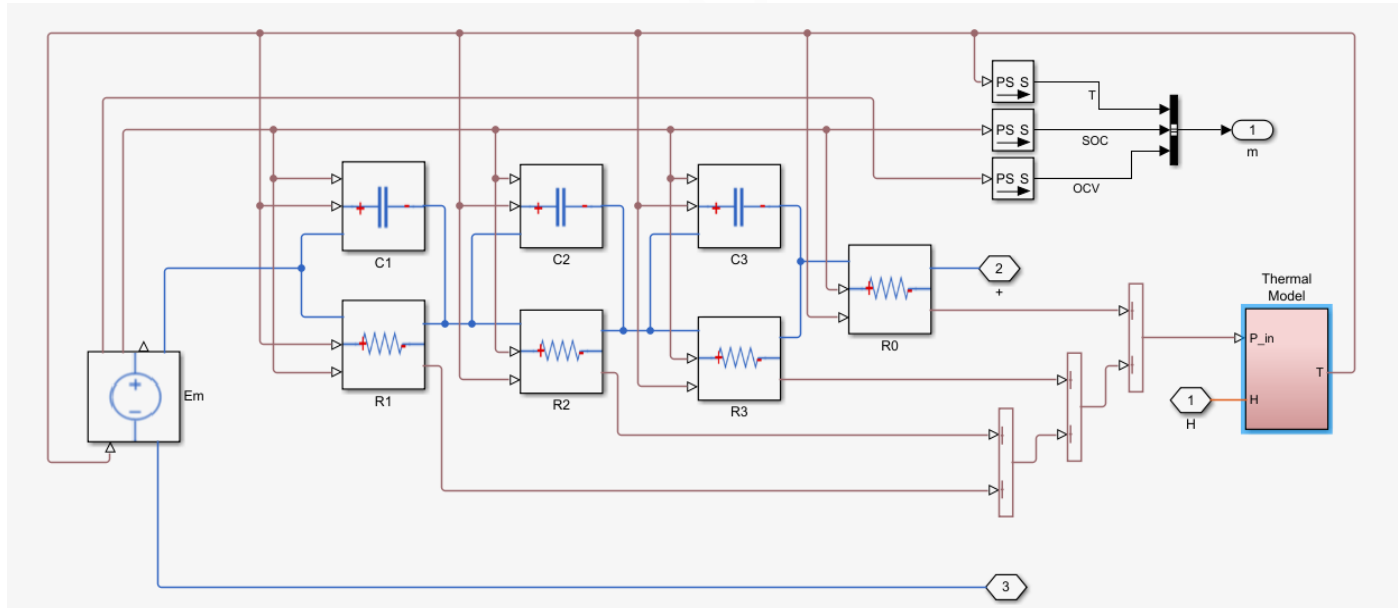 PS S
T
PS S
SOC
PS S
OCV
1
m
C1
C2
C3
2
+
R0
Thermal
Model
P_in
T
H
1
H
Em
R1
R2
R3
3